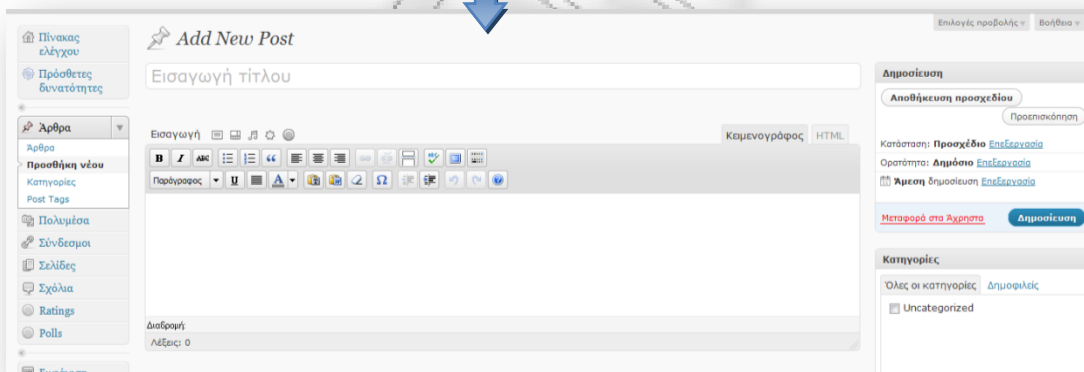 Επιλογές προβολής Βοήθεια
Πίνακας
ελέγχου
Πρόσθετες
δυνατότητες
Άρθρα
Άρθρα
Προσθήκη νέου
Κατηγορίες
Post Tags
Πολυμέσα
Σύνδεσμοι
Σελίδες
Σχόλια
Ratings
Polls
Add New Post
Εισαγωγή τίτλου
Εισαγωγή
Κειμενογράφος HTML
B I ABC
Παράγραφος U A Ω
Διαδρομή:
Λέξεις: 0
Δημοσίευση
Αποθήκευση προσχεδίου
Προεπισκόπηση
Κατάσταση: Προσχέδιο Επεξεργασία
Ορατότητα: Δημόσιο Επεξεργασία
Άμεση δημοσίευση Επεξεργασία
Μεταφορά στα Άχρηστα Δημοσίευση
Κατηγορίες
Όλες οι κατηγορίες Δημοφιλείς
Uncategorized